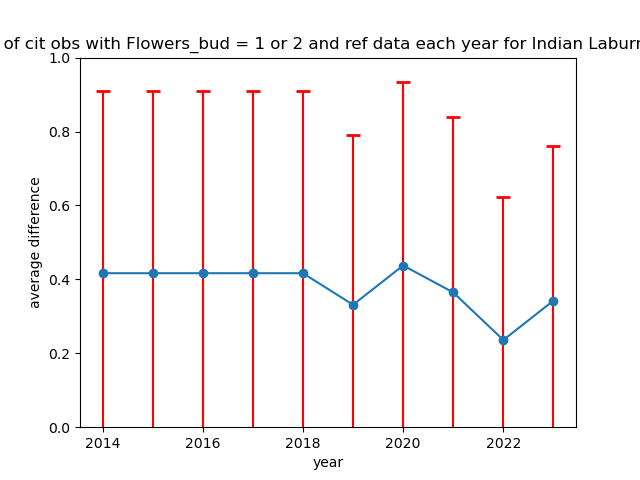 of cit obs with Flowers_bud = 1 or 2 and ref data each year for Indian
1.0
0.8
0.6
0.4
0.2
0.0
average difference
2014 2016 2018 2020 2022
year